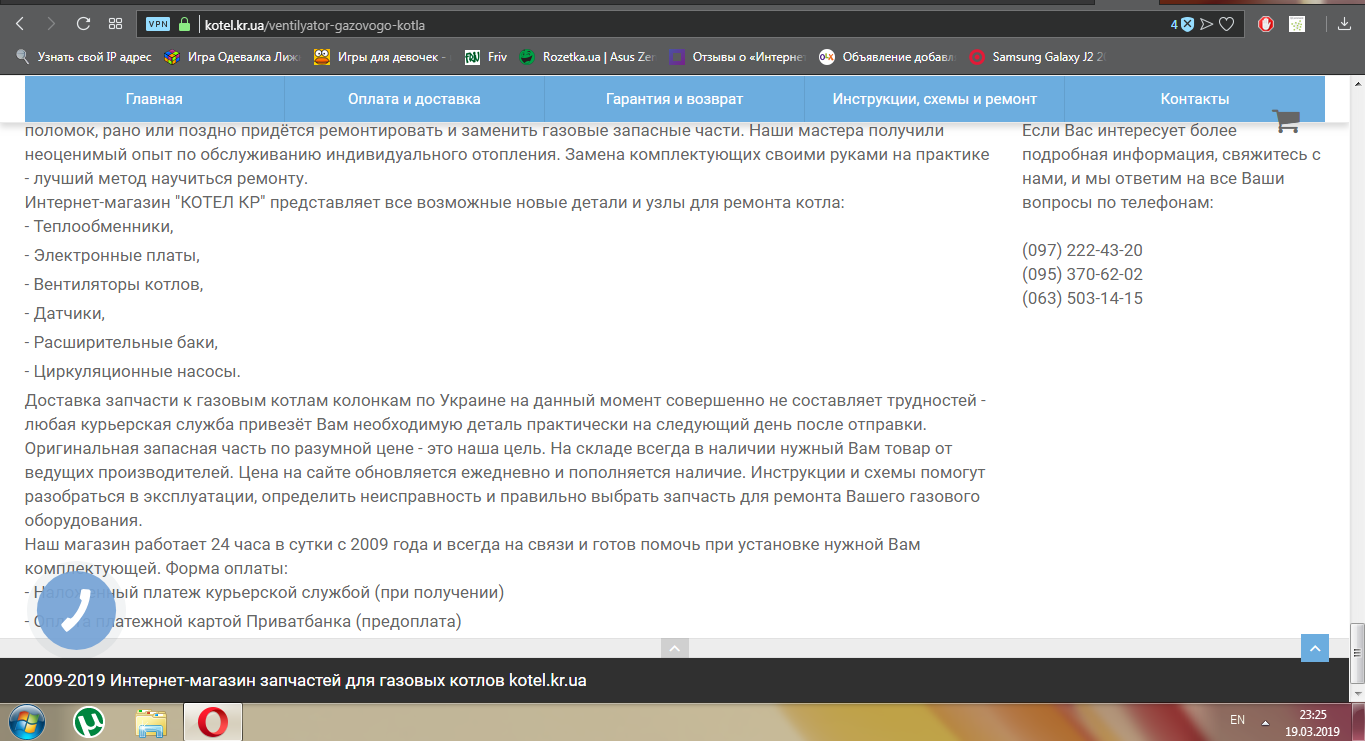 VPN
kotel.kr.ua/ventilyator-gazovogo-kotla
4
Узнать свой IP адрес
Игра Одевалка Лиж
Игры для девочек -
Friv
Rozetka.ua | Asus Zen
Отзывы о «Интернет
OLX
Объявление добавл
Samsung Galaxy J2 2
Главная
Оплата и доставка
Гарантия и возврат
Инструкции, схемы и ремонт
Контакты
поломок, рано или поздно придётся ремонтировать и заменить газовые запасные части. Наши мастера получили
неоценимый опыт по обслуживанию индивидуального отопления. Замена комплектующих своими руками на практике
- лучший метод научиться ремонту.
Интернет-магазин "КОТЕЛ КР" представляет все возможные новые детали и узлы для ремонта котла:
- Теплообменники,
- Электронные платы,
- Вентиляторы котлов,
- Датчики,
- Расширительные баки,
- Циркуляционные насосы.
Доставка запчасти к газовым котлам колонкам по Украине на данный момент совершенно не составляет трудностей -
любая курьерская служба привезёт Вам необходимую деталь практически на следующий день после отправки.
Оригинальная запасная часть по разумной цене - это наша цель. На складе всегда в наличии нужный Вам товар от
ведущих производителей. Цена на сайте обновляется ежедневно и пополняется наличие. Инструкции и схемы помогут
разобраться в эксплуатации, определить неисправность и правильно выбрать запчасть для ремонта Вашего газового
оборудования.
Наш магазин работает 24 часа в сутки с 2009 года и всегда на связи и готов помочь при установке нужной Вам
комплектующей. Форма оплаты:
- Наложенный платеж курьерской службой (при получении)
- Оплата платежной картой Приватбанка (предоплата)
Если Вас интересует более
подробная информация, свяжитесь с
нами, и мы ответим на все Ваши
вопросы по телефонам:
(097) 222-43-20
(095) 370-62-02
(063) 503-14-15
2009-2019 Интернет-магазин запчастей для газовых котлов kotel.kr.ua
EN
23:25
19.03.2019